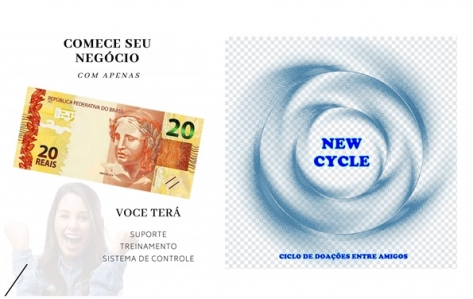 COMECE SEU
NEGÓCIO
COM APENAS
REPÚBLICA FEDERATIVA DO BRASIL
20
20
REAIS
VOCE TERÁ
SUPORTE
TREINAMENTO
SISTEMA DE CONTROLE
NEW
CYCLE
CICLO DE DOAÇÕES ENTRE AMIGOS